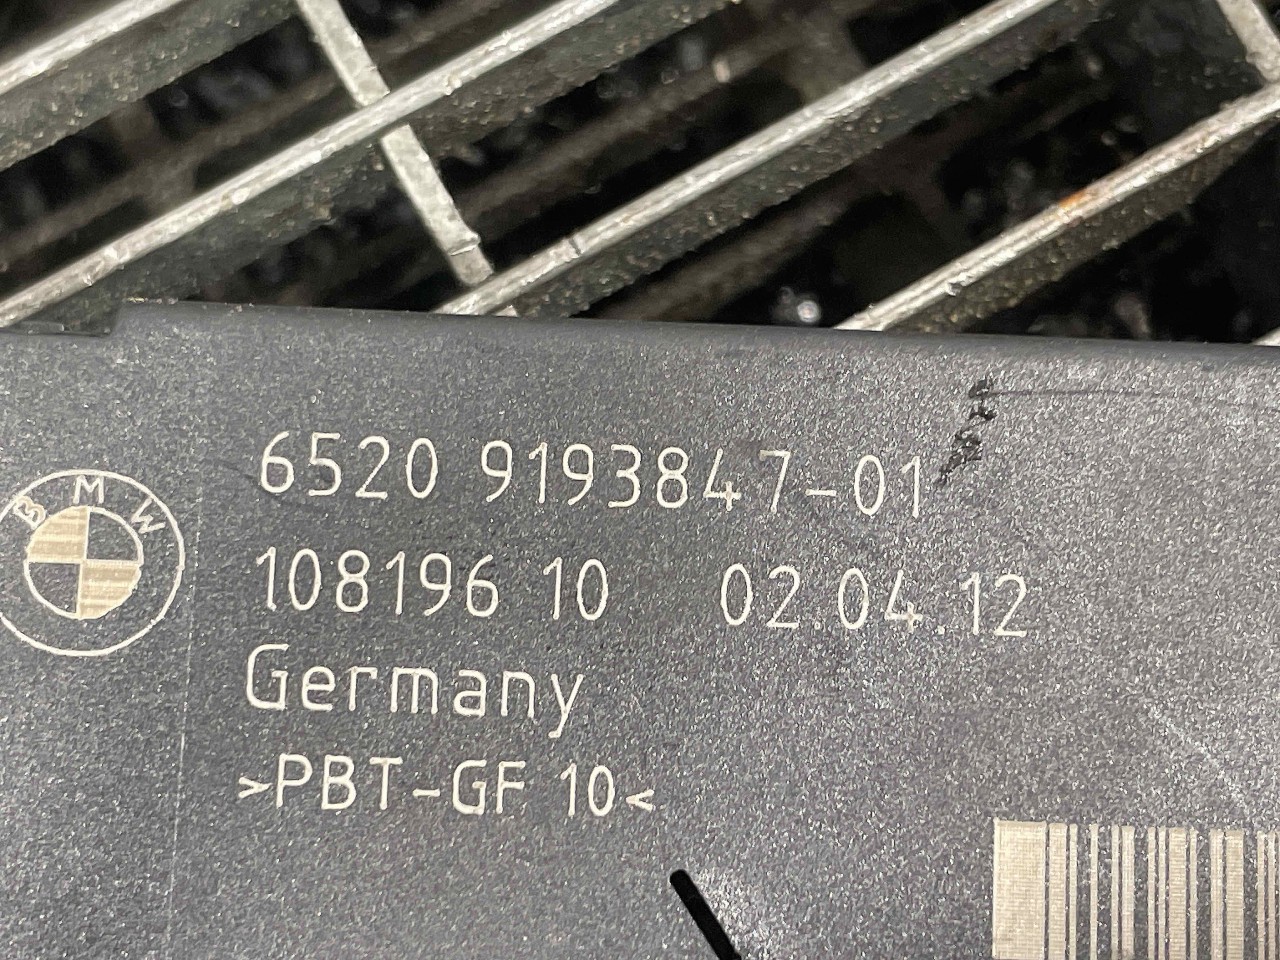 BMW
6520 9193847-01
108196 10 02.04.12
Germany
>PBT-GF 10<